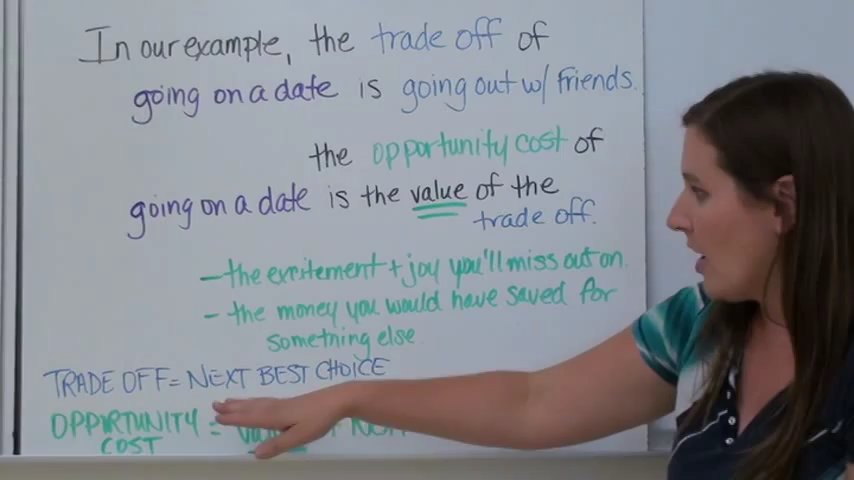 In our example, the trade off of
going on a date is going out w/ friends.
the opportunity cost of
going on a date is the value of the
trade off.
- the excitement + joy you'll miss out on.
- the money you would have saved for
something else
TRADE OFF = NEXT BEST CHOICE
OPPORTUNITY =
COST